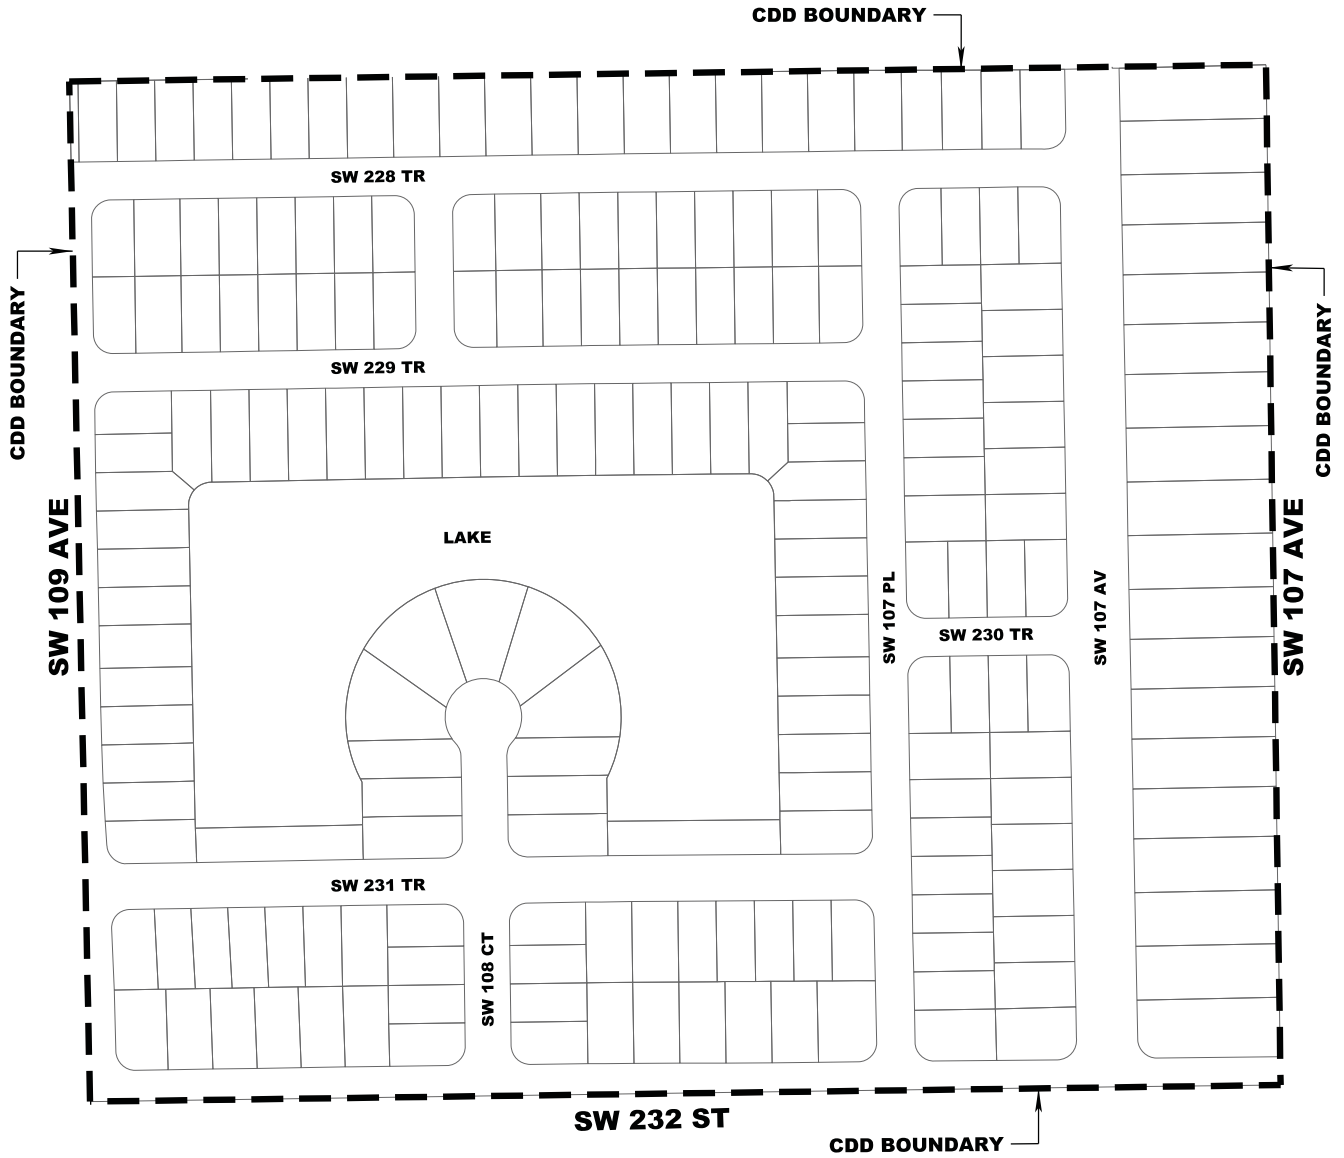 CDD BOUNDARY
SW 228 TR
CDD BOUNDARY
CDD BOUNDARY
SW 229 TR
SW 109 AVE
LAKE
SW 107 PL
SW 107 AV
SW 107 AVE
SW 230 TR
SW 231 TR
SW 108 CT
SW 232 ST
CDD BOUNDARY